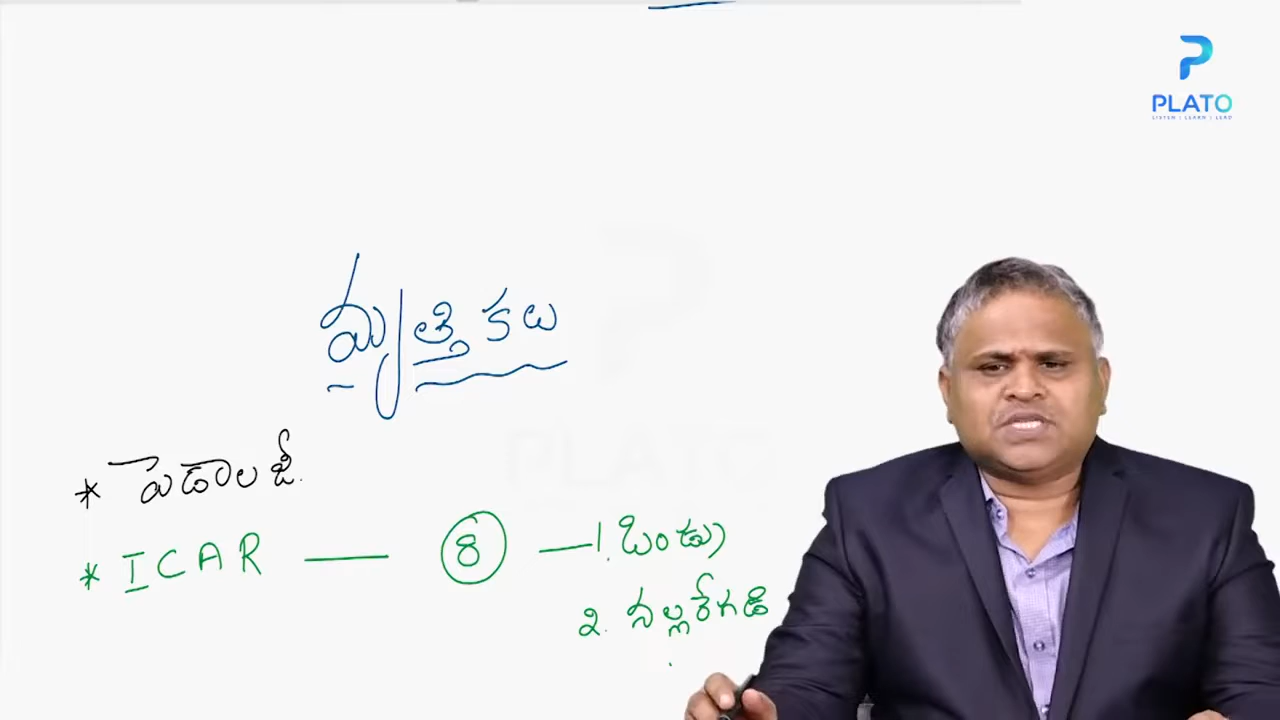 PLATO
LISTEN | LEARN | LEAD
మృత్తికలు
* పెడాలజీ.
* ICAR — 8 — 1. ఒండ్రు
2. నల్లరేగడి